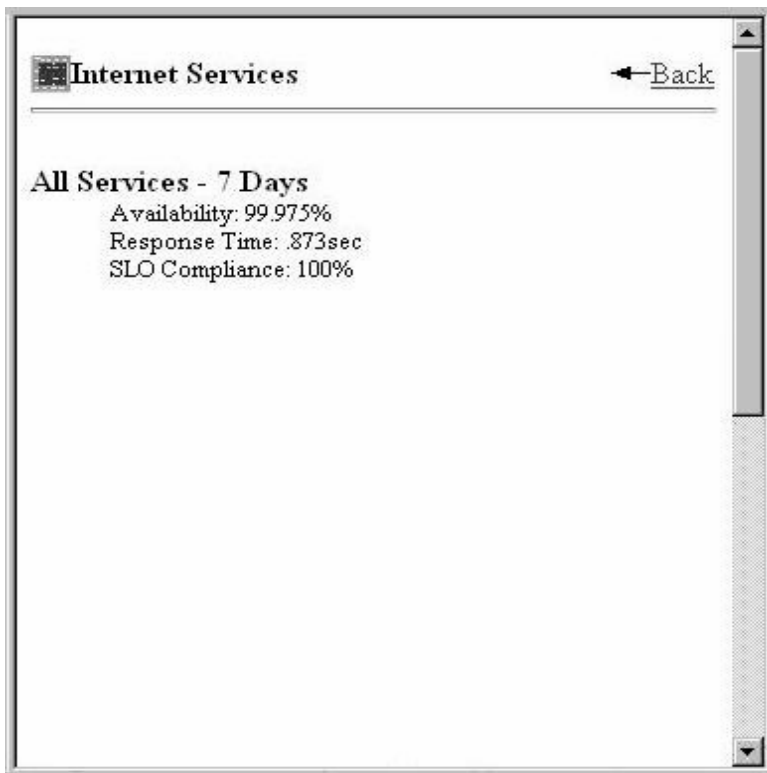 Internet Services
Back
All Services - 7 Days
Availability: 99.975%
Response Time: .873sec
SLO Compliance: 100%